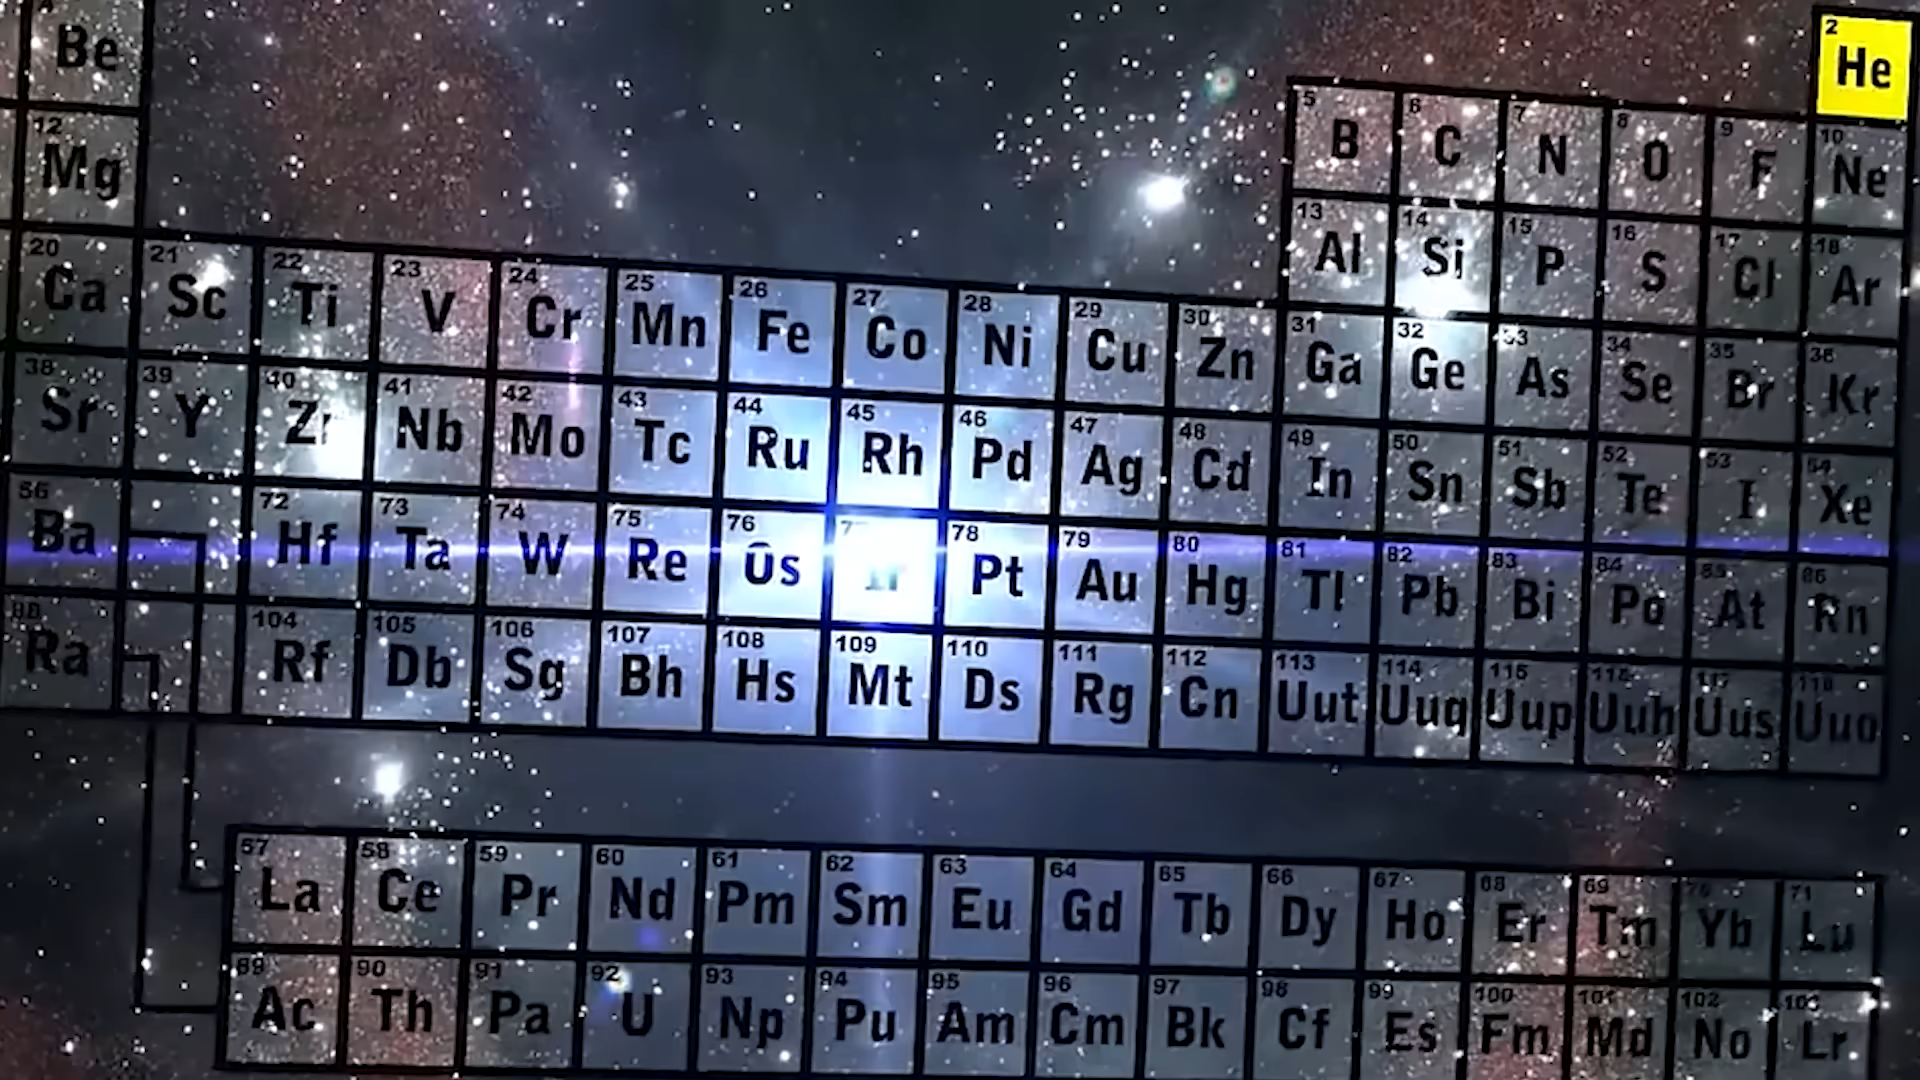 4 2
Be He
5 6 7 8 9 10
B C N O F Ne
12 13 14 15 16 17 18
Mg Al Si P S Cl Ar
20 21 22 23 24 25 26 27 28 29 30 31 32 33 34 35 36
Ca Sc Ti V Cr Mn Fe Co Ni Cu Zn Ga Ge As Se Br Kr
38 39 40 41 42 43 44 45 46 47 48 49 50 51 52 53 54
Sr Y Zr Nb Mo Tc Ru Rh Pd Ag Cd In Sn Sb Te I Xe
56 72 73 74 75 76 77 78 79 80 81 82 83 84 85 86
Ba Hf Ta W Re Os Ir Pt Au Hg Tl Pb Bi Po At Rn
88 104 105 106 107 108 109 110 111 112 113 114 115 116 117 118
Ra Rf Db Sg Bh Hs Mt Ds Rg Cn Uut Uuq Uup Uuh Uus Uuo
57 58 59 60 61 62 63 64 65 66 67 68 69 70 71
La Ce Pr Nd Pm Sm Eu Gd Tb Dy Ho Er Tm Yb Lu
89 90 91 92 93 94 95 96 97 98 99 100 101 102 103
Ac Th Pa U Np Pu Am Cm Bk Cf Es Fm Md No Lr